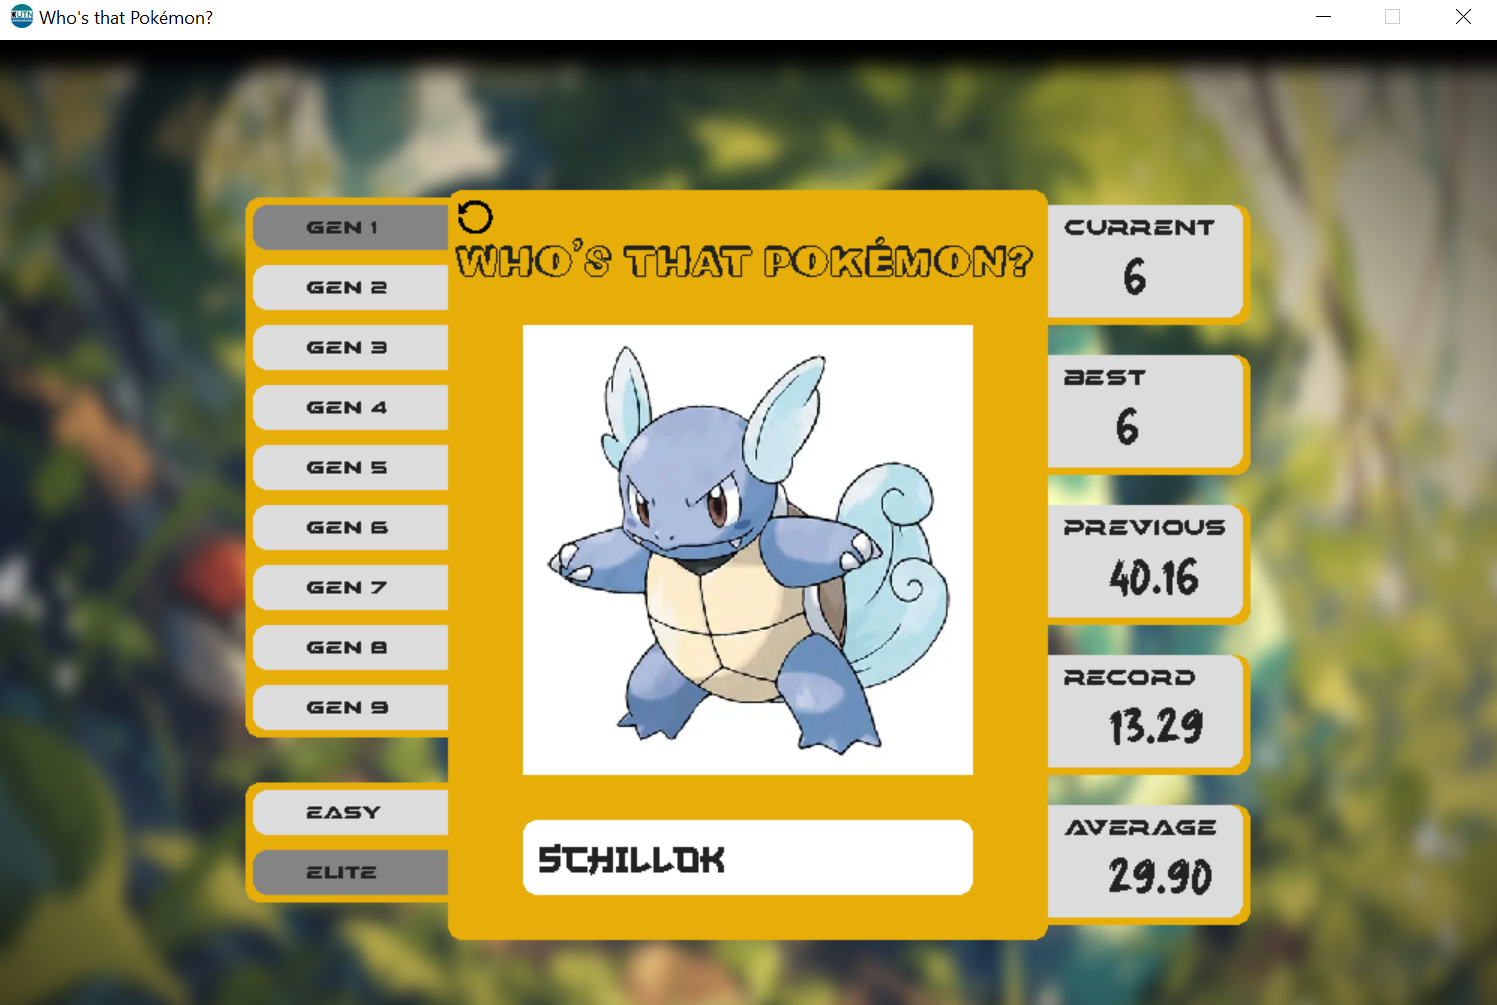 Who's that Pokémon?
GEN 1
GEN 2
GEN 3
GEN 4
GEN 5
GEN 6
GEN 7
GEN 8
GEN 9
EASY
ELITE
WHO'S THAT POKÉMON?
SCHILLOK
CURRENT
6
BEST
6
PREVIOUS
40.16
RECORD
13.29
AVERAGE
29.90